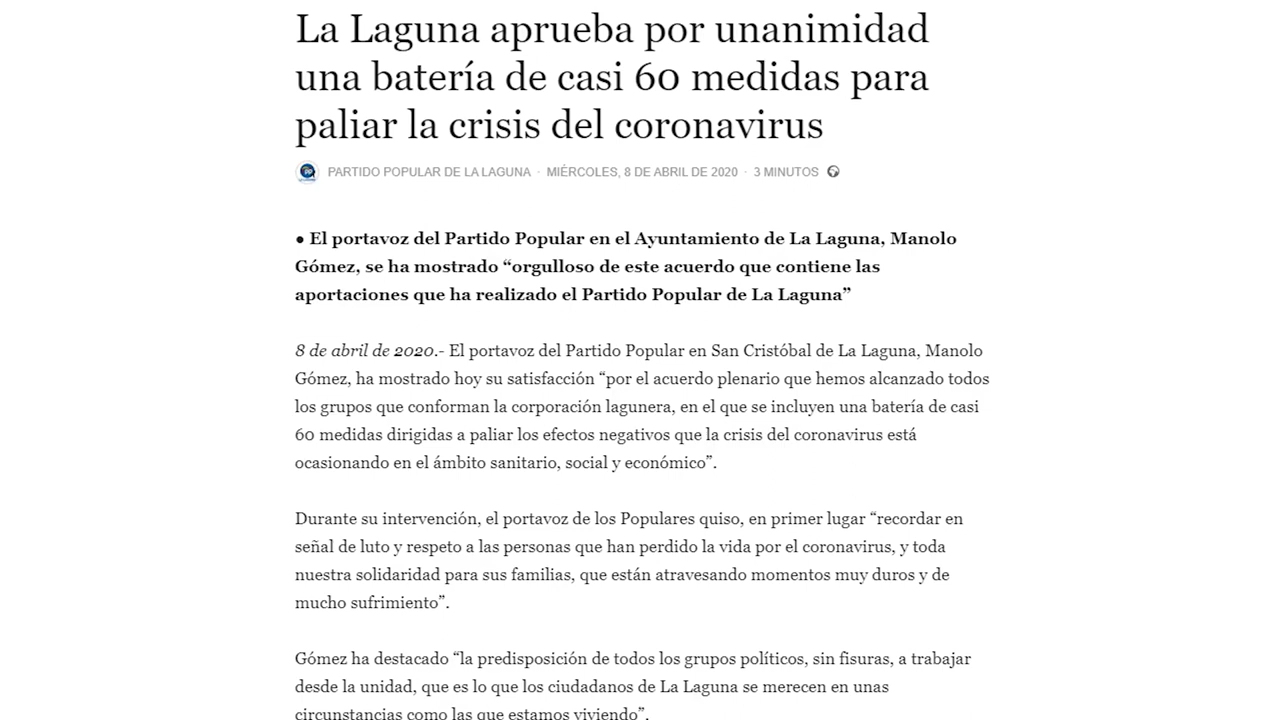 La Laguna aprueba por unanimidad
una batería de casi 60 medidas para
paliar la crisis del coronavirus
PARTIDO POPULAR DE LA LAGUNA · MIÉRCOLES, 8 DE ABRIL DE 2020 · 3 MINUTOS
● El portavoz del Partido Popular en el Ayuntamiento de La Laguna, Manolo
Gómez, se ha mostrado “orgulloso de este acuerdo que contiene las
aportaciones que ha realizado el Partido Popular de La Laguna”
8 de abril de 2020.- El portavoz del Partido Popular en San Cristóbal de La Laguna, Manolo
Gómez, ha mostrado hoy su satisfacción “por el acuerdo plenario que hemos alcanzado todos
los grupos que conforman la corporación lagunera, en el que se incluyen una batería de casi
60 medidas dirigidas a paliar los efectos negativos que la crisis del coronavirus está
ocasionando en el ámbito sanitario, social y económico”.
Durante su intervención, el portavoz de los Populares quiso, en primer lugar “recordar en
señal de luto y respeto a las personas que han perdido la vida por el coronavirus, y toda
nuestra solidaridad para sus familias, que están atravesando momentos muy duros y de
mucho sufrimiento”.
Gómez ha destacado “la predisposición de todos los grupos políticos, sin fisuras, a trabajar
desde la unidad, que es lo que los ciudadanos de La Laguna se merecen en unas
circunstancias como las que estamos viviendo”.